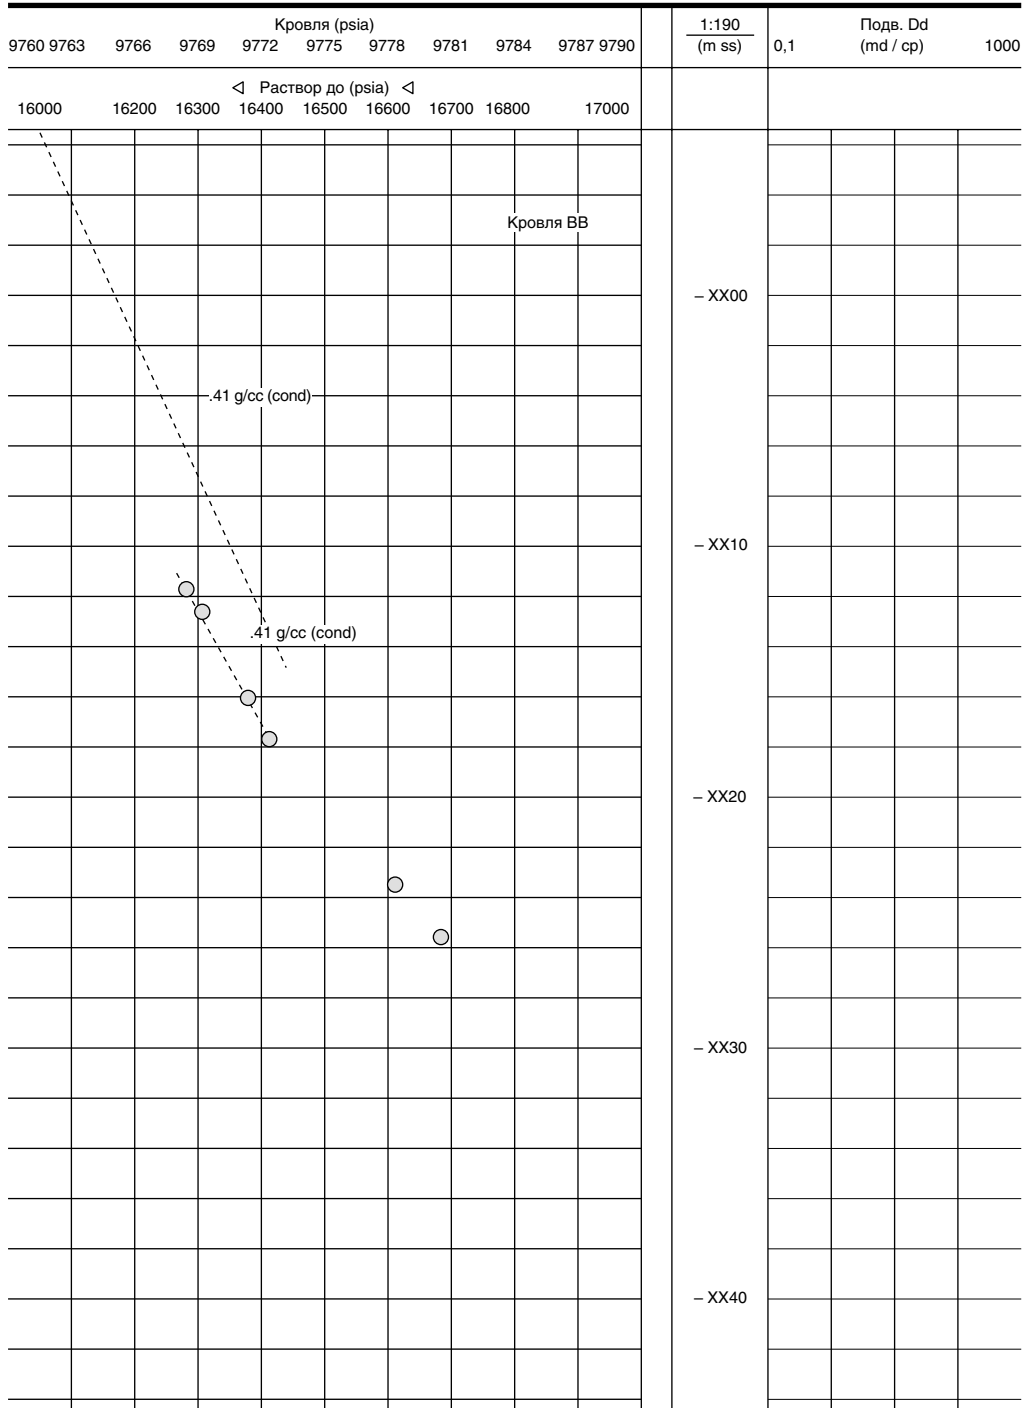 Кровля (psia)
9760 9763 9766 9769 9772 9775 9778 9781 9784 9787 9790
1:190
(m ss)
Подв. Dd
0,1 (md / cp) 1000
◁ Раствор до (psia) ◁
16000 16200 16300 16400 16500 16600 16700 16800 17000
Кровля BB
– XX00
.41 g/cc (cond)
– XX10
.41 g/cc (cond)
– XX20
– XX30
– XX40